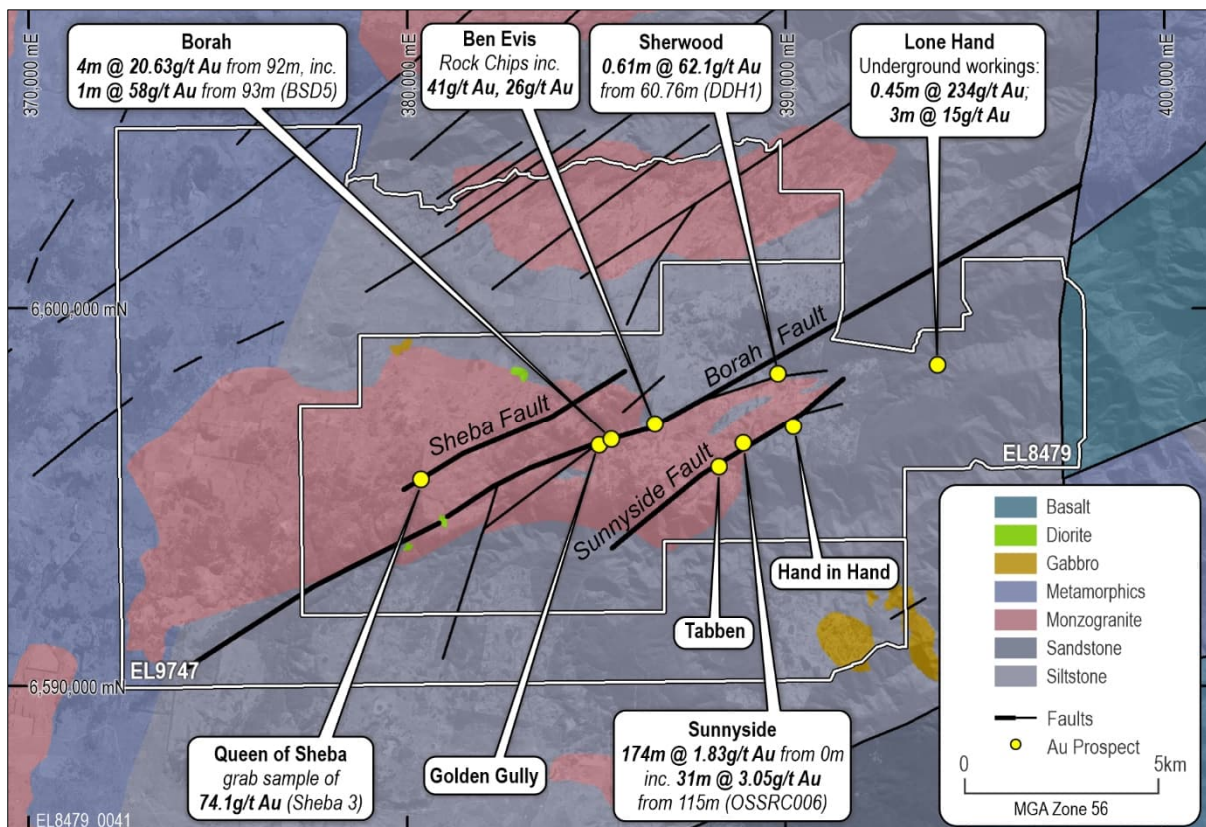 370,000 mE
380,000 mE
390,000 mE
400,000 mE
Borah
4m @ 20.63g/t Au from 92m, inc.
1m @ 58g/t Au from 93m (BSD5)
Ben Evis
Rock Chips inc.
41g/t Au, 26g/t Au
Sherwood
0.61m @ 62.1g/t Au
from 60.76m (DDH1)
Lone Hand
Underground workings:
0.45m @ 234g/t Au;
3m @ 15g/t Au
6,600,000 mN
Borah Fault
Sheba Fault
Sunnyside Fault
EL8479
EL9747
6,590,000 mN
Hand in Hand
Tabben
Queen of Sheba
grab sample of
74.1g/t Au (Sheba 3)
Golden Gully
Sunnyside
174m @ 1.83g/t Au from 0m
inc. 31m @ 3.05g/t Au
from 115m (OSSRC006)
Basalt
Diorite
Gabbro
Metamorphics
Monzogranite
Sandstone
Siltstone
Faults
Au Prospect
0 5km
MGA Zone 56
EL8479_0041